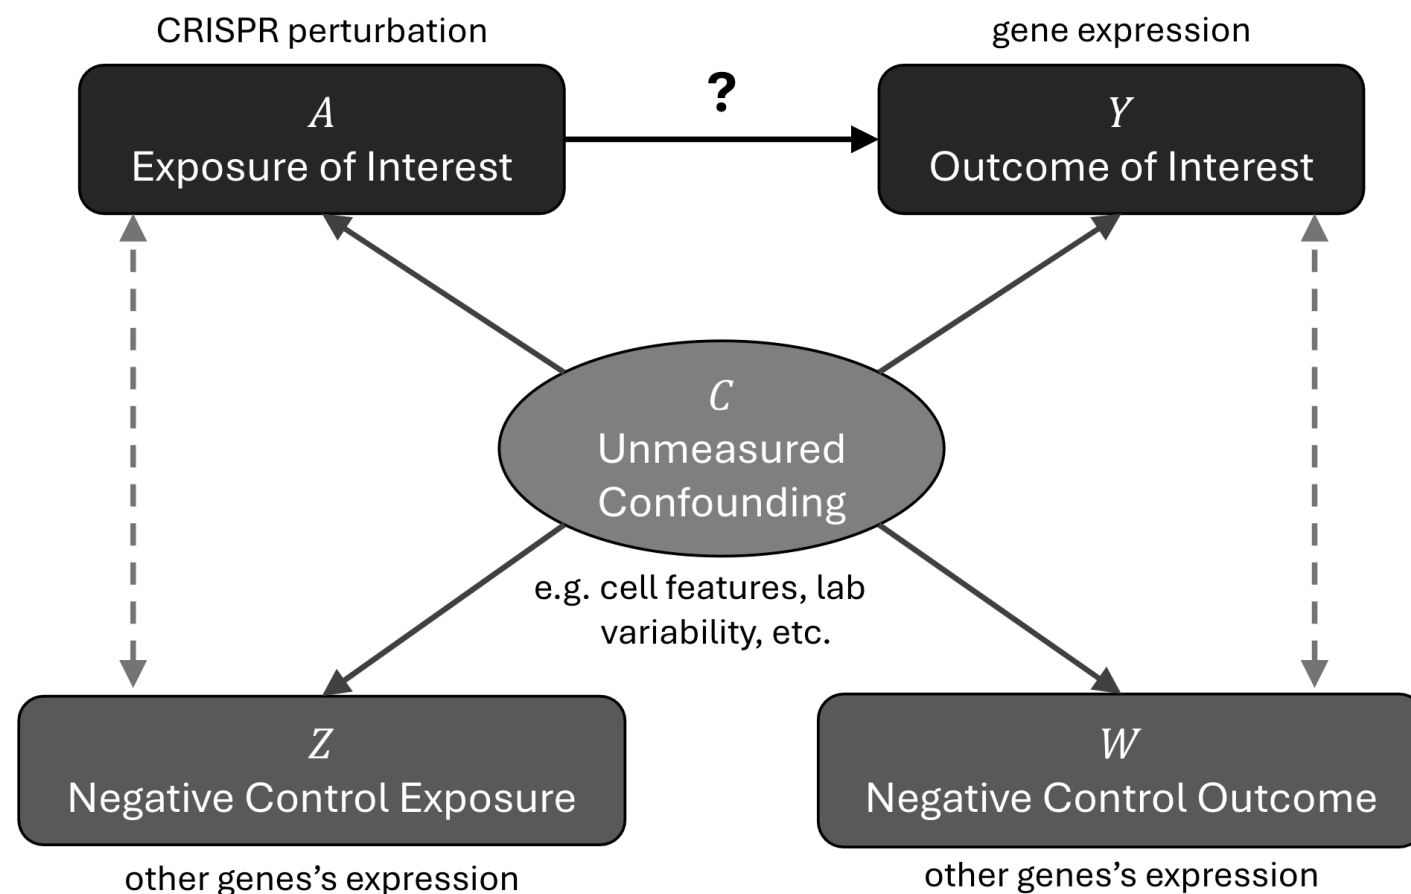 CRISPR perturbation
gene expression
A
Exposure of Interest
?
Y
Outcome of Interest
C
Unmeasured
Confounding
e.g. cell features, lab
variability, etc.
Z
Negative Control Exposure
other genes’s expression
W
Negative Control Outcome
other genes’s expression